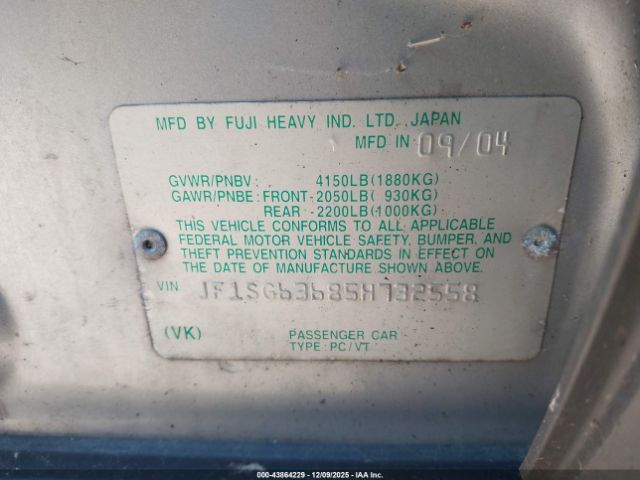 MFD BY FUJI HEAVY IND. LTD.,JAPAN
MFD IN 09/04
GVWR/PNBV: 4150LB(1880KG)
GAWR/PNBE: FRONT-2050LB( 930KG)
REAR -2200LB(1000KG)
THIS VEHICLE CONFORMS TO ALL APPLICABLE
FEDERAL MOTOR VEHICLE SAFETY, BUMPER, AND
THEFT PREVENTION STANDARDS IN EFFECT ON
THE DATE OF MANUFACTURE SHOWN ABOVE.
VIN JF1SG63685H732558
(VK) PASSENGER CAR
TYPE:PC/VT
000-43864229 - 12/09/2025 - IAA